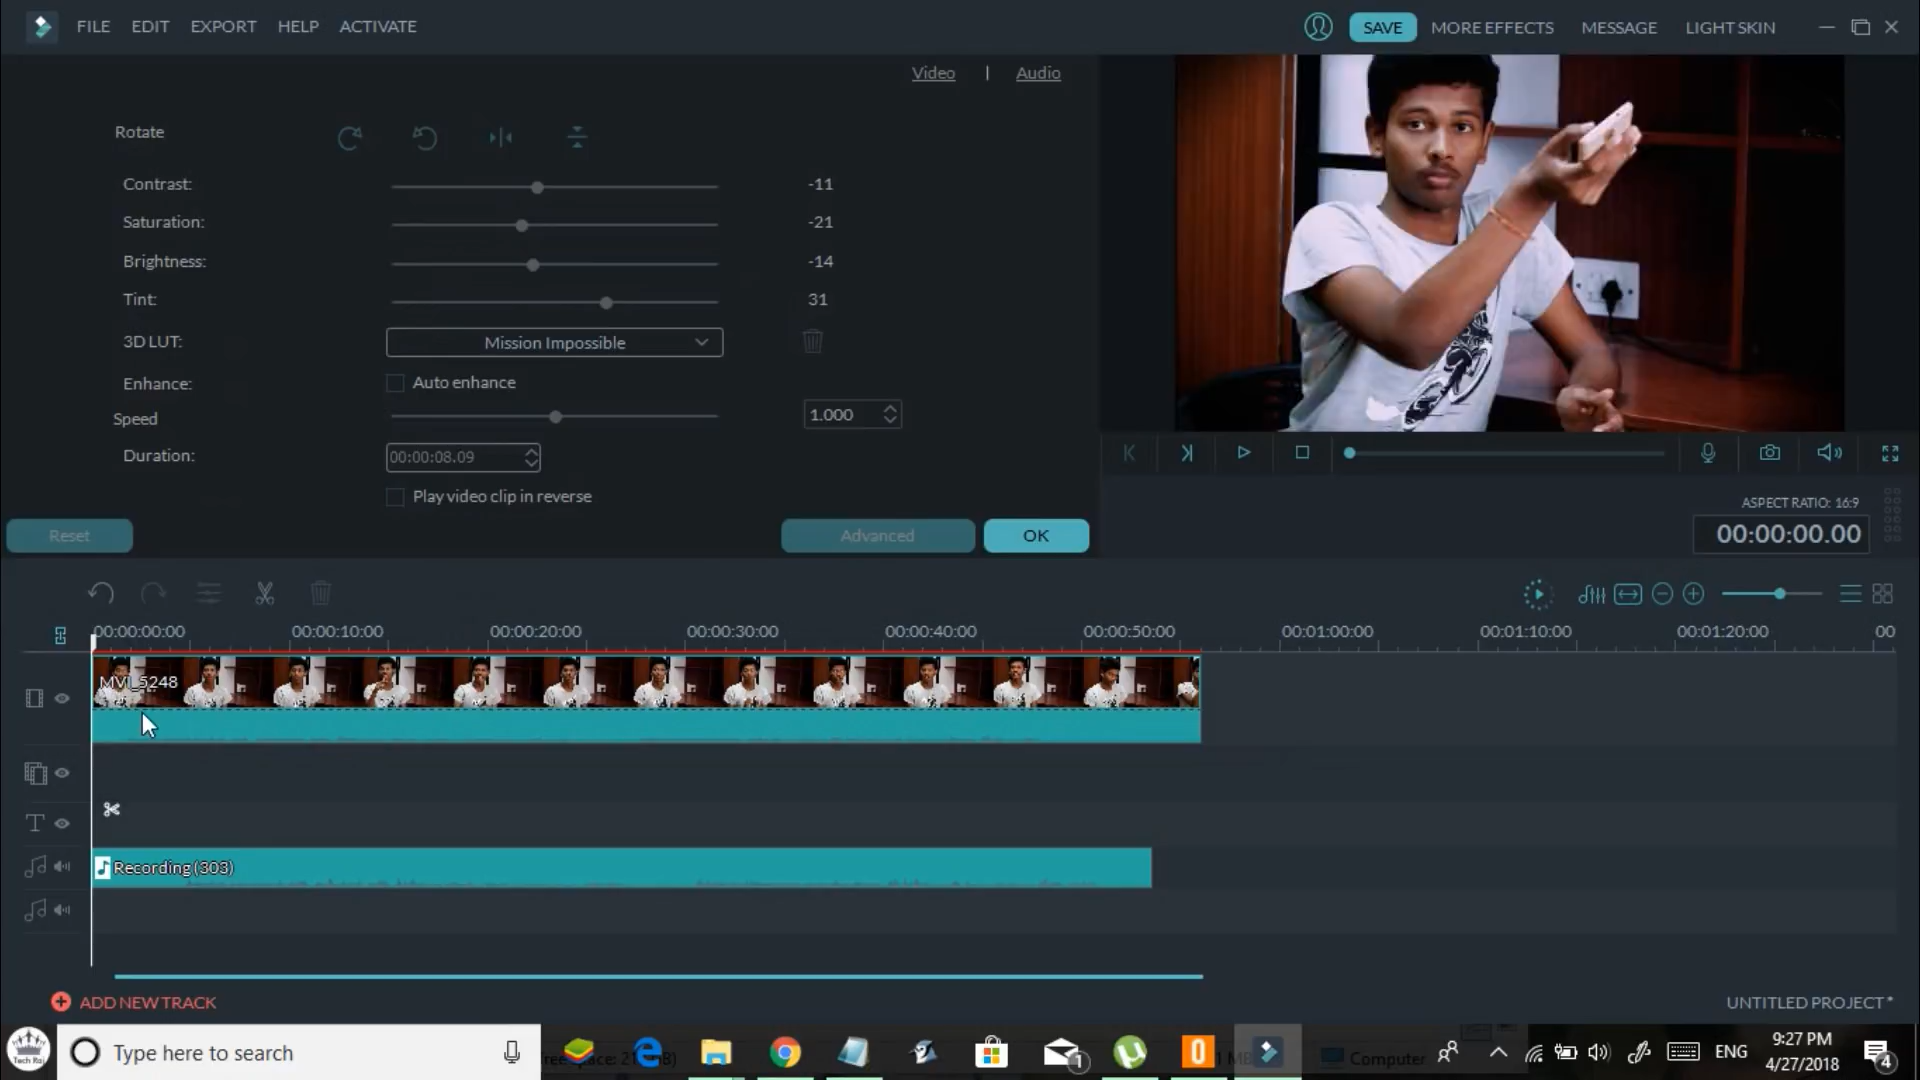 FILE EDIT EXPORT HELP ACTIVATE SAVE MORE EFFECTS MESSAGE LIGHT SKIN
Video | Audio
Rotate
Contrast: -11
Saturation: -21
Brightness: -14
Tint: 31
3D LUT: Mission Impossible
Enhance: Auto enhance
Speed 1.000
Duration: 00:00:08.09
Play video clip in reverse
ASPECT RATIO: 16:9
00:00:00.00
Reset Advanced OK
00:00:00:00 00:00:10:00 00:00:20:00 00:00:30:00 00:00:40:00 00:00:50:00 00:01:00:00 00:01:10:00 00:01:20:00 00
MVI_5248
Recording (303)
ADD NEW TRACK UNTITLED PROJECT*
Tech Raj
Type here to search
Computer
1
ENG
9:27 PM
4/27/2018
4